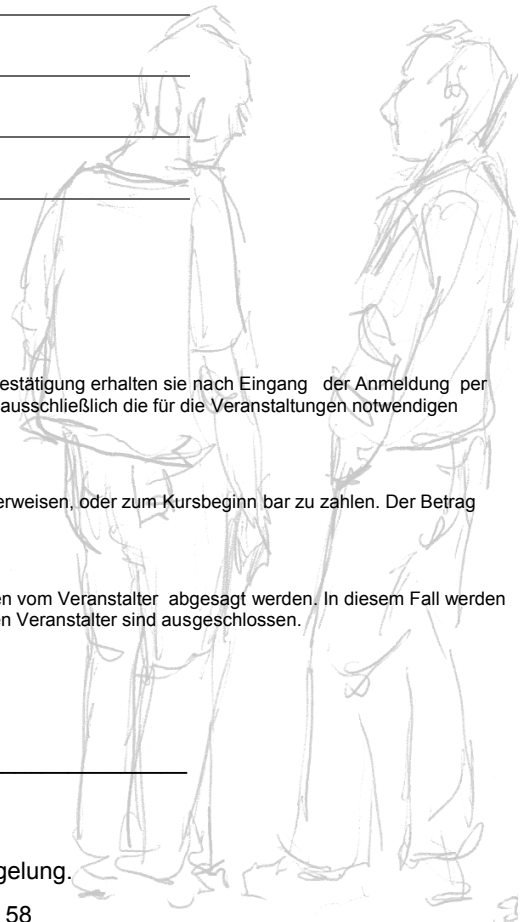 estätigung erhalten sie nach Eingang der Anmeldung per
ausschließlich die für die Veranstaltungen notwendigen
erweisen, oder zum Kursbeginn bar zu zahlen. Der Betrag
en vom Veranstalter abgesagt werden. In diesem Fall werden
en Veranstalter sind ausgeschlossen.
gelung.
58